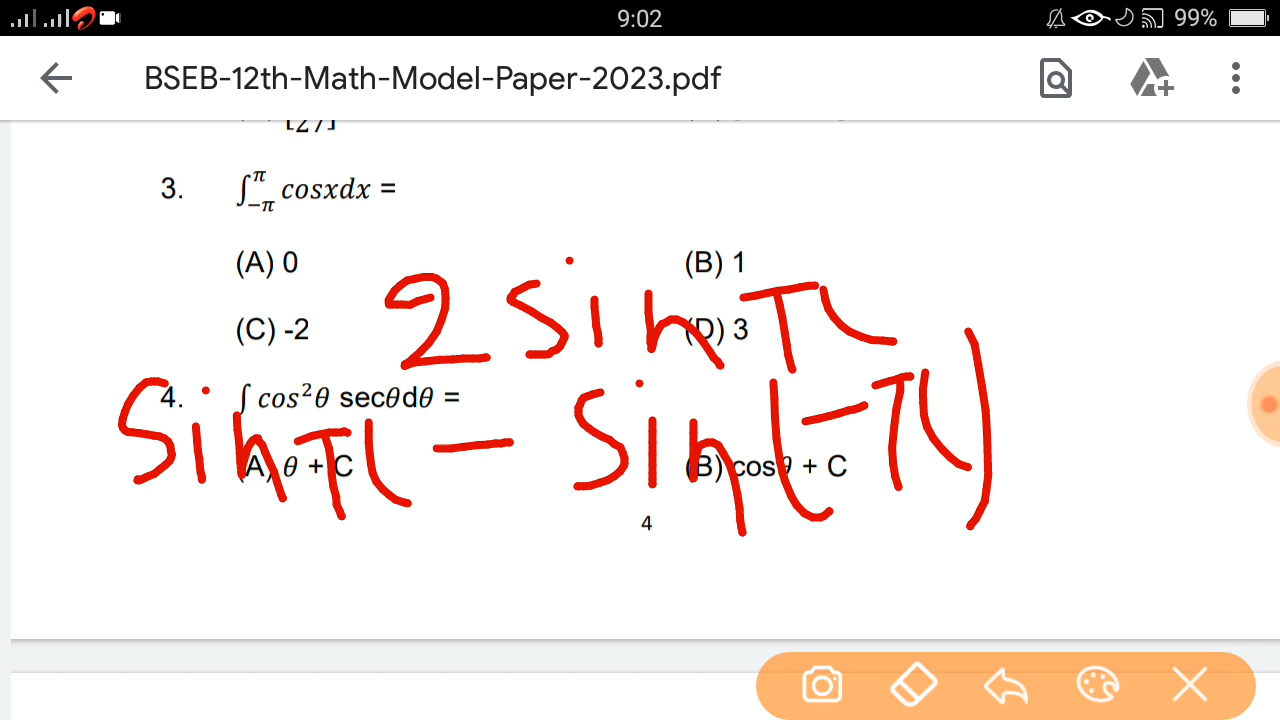 9:02
99%
BSEB-12th-Math-Model-Paper-2023.pdf
3. ∫_{-π}^{π} cosxdx =
(A) 0 (B) 1
(C) -2 (D) 3
2 sin π
4. ∫ cos²θ secθdθ =
sin π - sin(-π)
(A) θ + C (B) cosθ + C
4